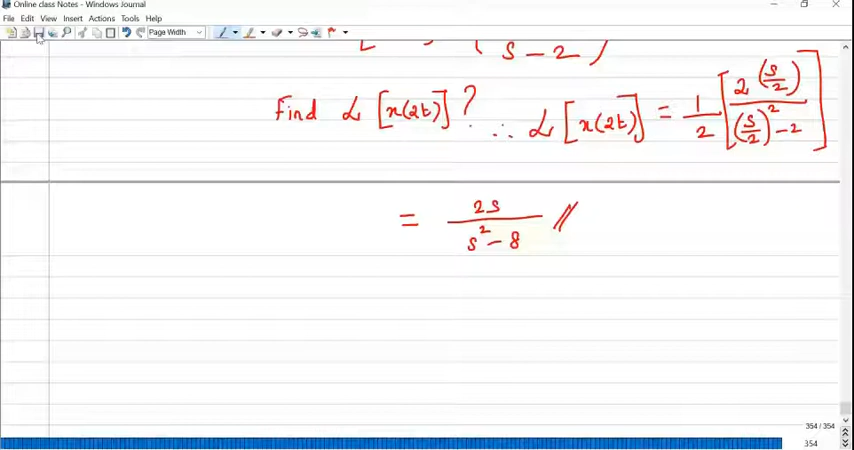 Online class Notes - Windows Journal
File Edit View Insert Actions Tools Help
Page Width
s - 2
Find L [x(2t)] ? ∴ L [x(2t)] = 1/2 [ 2 (s/2) / (s/2)² - 2 ]
= 2s / s² - 8 //
354 / 354
354